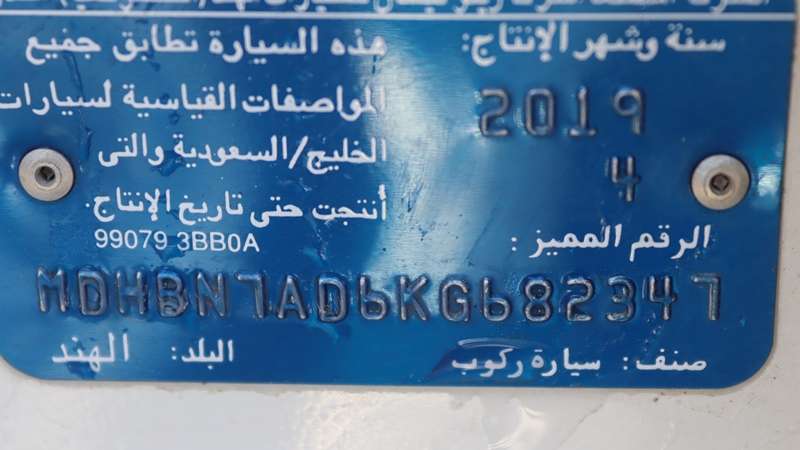 سنة وشهر الإنتاج: هذه السيارة تطابق جميع
المواصفات القياسية لسيارات
2019
الخليج/السعودية والتى
4
أنتجت حتى تاريخ الإنتاج.
الرقم المميز : 99079 3BB0A
MDHBN7AD6KG682347
صنف: سيارة ركوب البلد: الهند